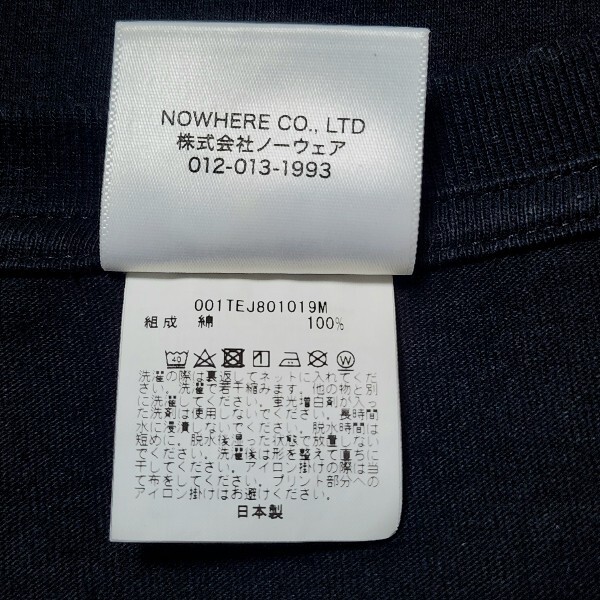 NOWHERE CO., LTD
株式会社ノーウェア
012-013-1993
001TEJ801019M
組成 綿 100%
40
W
洗濯の際は裏返してネットに入れてくだ
さい。洗濯で若干縮みます。他の物と別
に洗濯してください。蛍光増白剤が入っ
た洗剤は使用しないでください。長時間
水に浸漬しないでください。脱水時間は
短めに。脱水後湿った状態で放置しない
でください。洗濯後は形を整えて直ちに
干してください。アイロン掛けの際は当
て布をしてください。プリント部分への
アイロン掛けはお避けください。
日本製